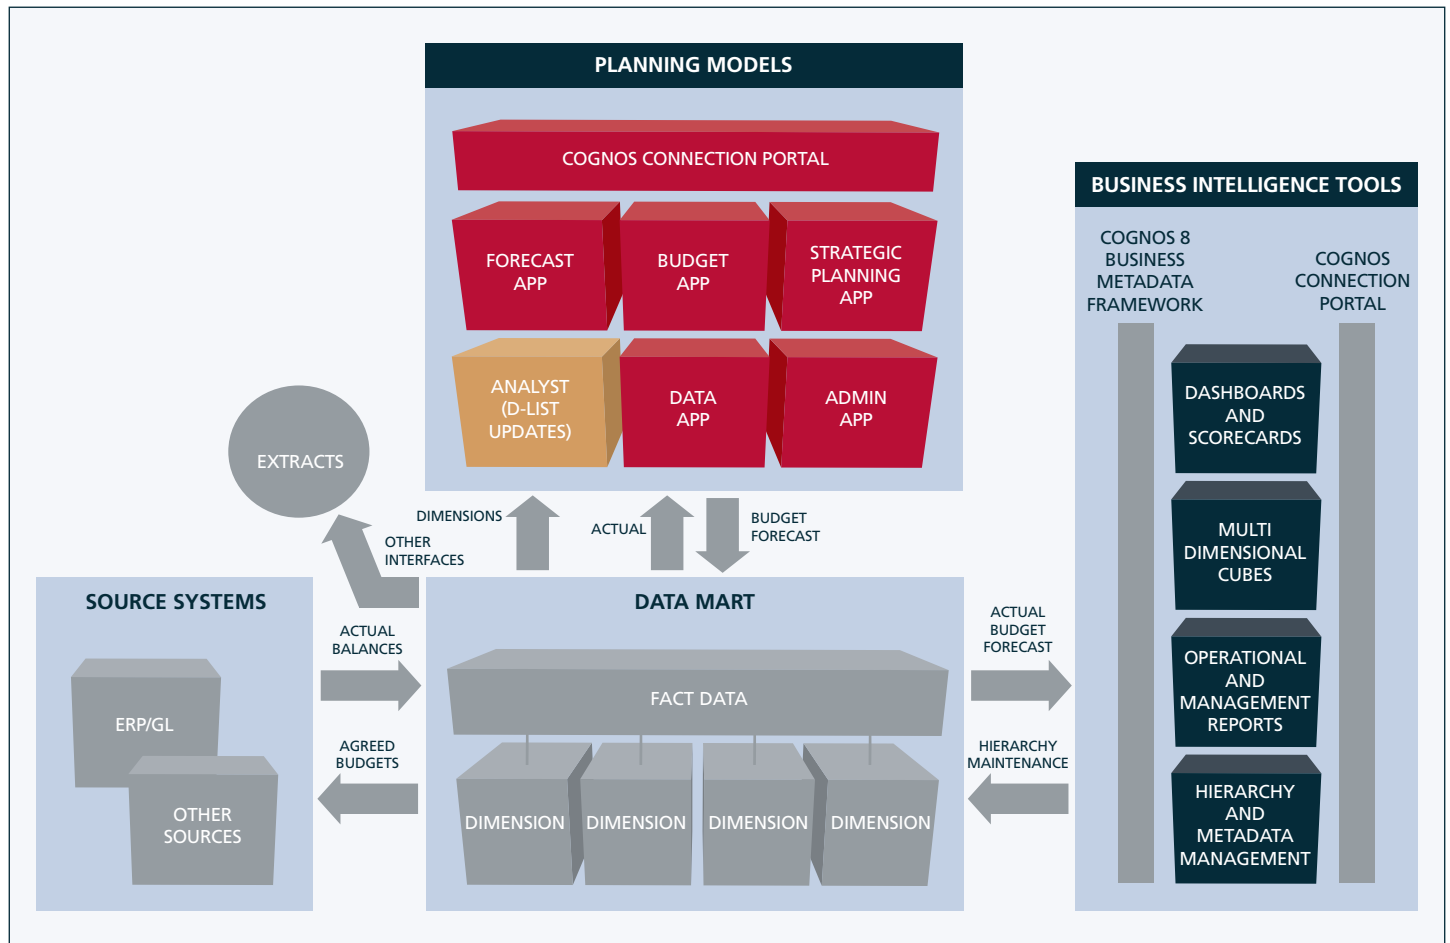 PLANNING MODELS
COGNOS CONNECTION PORTAL
FORECAST
APP
BUDGET
APP
STRATEGIC
PLANNING
APP
ANALYST
(D-LIST
UPDATES)
DATA
APP
ADMIN
APP
BUSINESS INTELLIGENCE TOOLS
COGNOS 8
BUSINESS
METADATA
FRAMEWORK
COGNOS
CONNECTION
PORTAL
DASHBOARDS
AND
SCORECARDS
MULTI
DIMENSIONAL
CUBES
OPERATIONAL
AND
MANAGEMENT
REPORTS
HIERARCHY
AND
METADATA
MANAGEMENT
EXTRACTS
OTHER
INTERFACES
DIMENSIONS
ACTUAL
BUDGET
FORECAST
SOURCE SYSTEMS
ERP/GL
OTHER
SOURCES
ACTUAL
BALANCES
AGREED
BUDGETS
DATA MART
FACT DATA
DIMENSION
DIMENSION
DIMENSION
DIMENSION
ACTUAL
BUDGET
FORECAST
HIERARCHY
MAINTENANCE